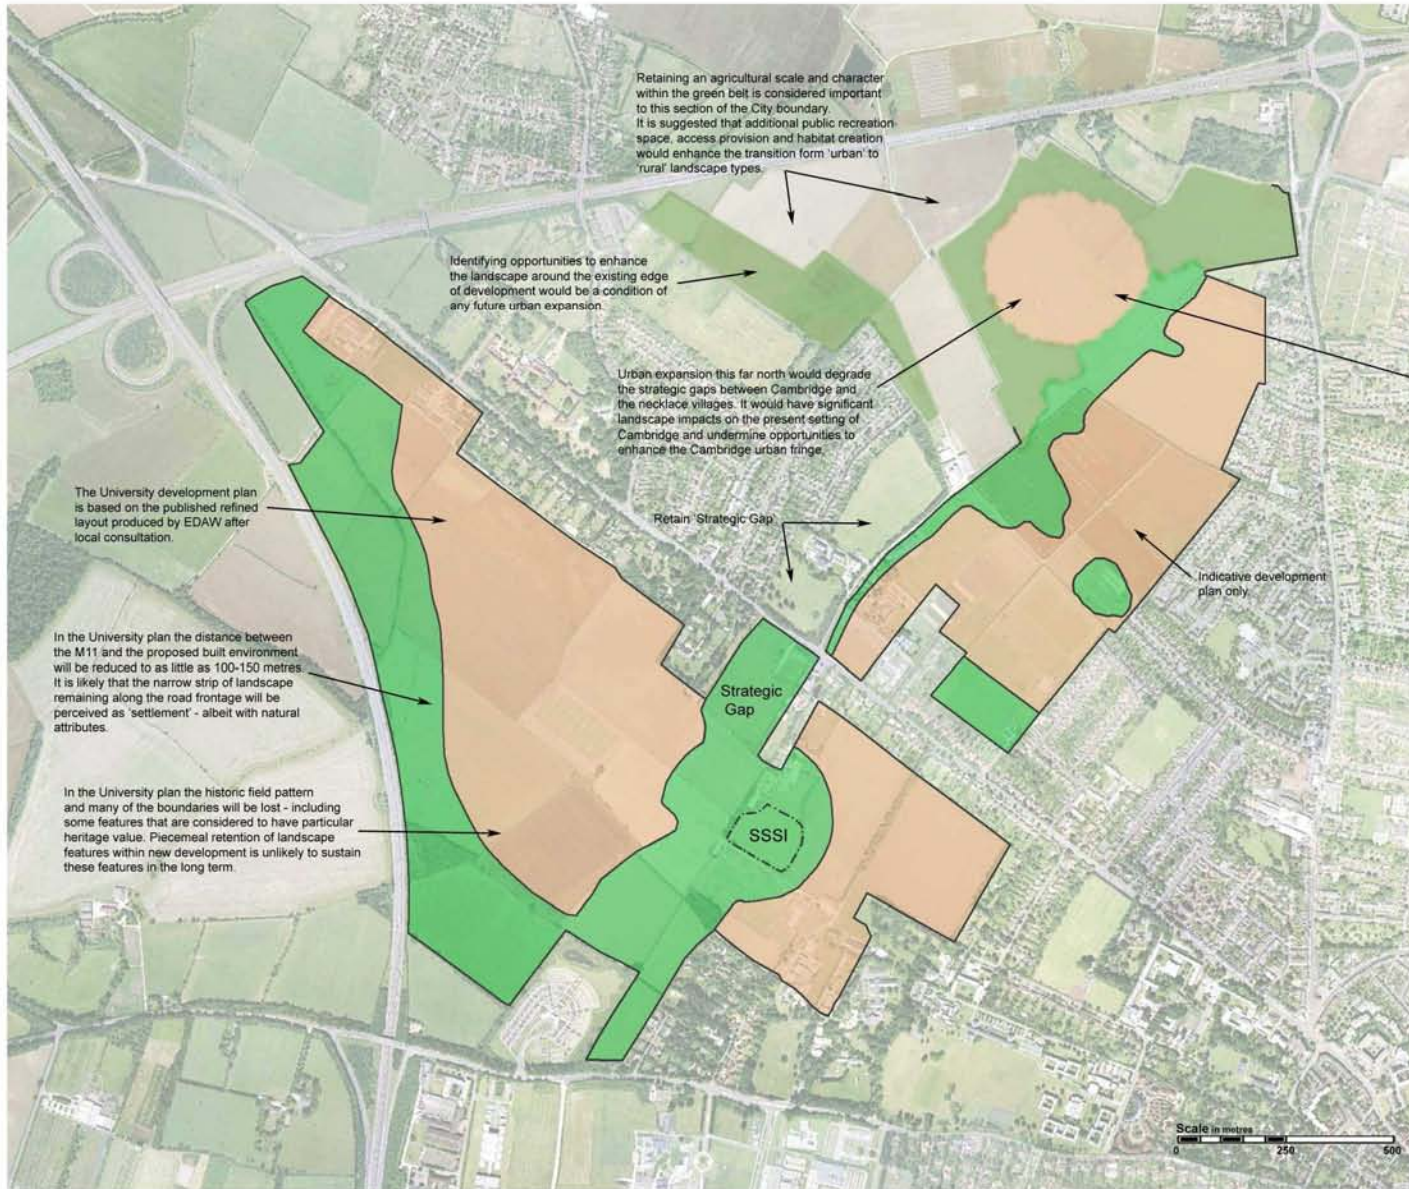 Retaining an agricultural scale and character
within the green belt is considered important
to this section of the City boundary.
It is suggested that additional public recreation
space, access provision and habitat creation
would enhance the transition form 'urban' to
'rural' landscape types.
Identifying opportunities to enhance
the landscape around the existing edge
of development would be a condition of
any future urban expansion.
Urban expansion this far north would degrade
the strategic gaps between Cambridge and
the necklace villages. It would have significant
landscape impacts on the present setting of
Cambridge and undermine opportunities to
enhance the Cambridge urban fringe.
The University development plan
is based on the published refined
layout produced by EDAW after
local consultation.
Retain 'Strategic Gap'
Indicative development
plan only.
In the University plan the distance between
the M11 and the proposed built environment
will be reduced to as little as 100-150 metres.
It is likely that the narrow strip of landscape
remaining along the road frontage will be
perceived as 'settlement' - albeit with natural
attributes.
Strategic
Gap
In the University plan the historic field pattern
and many of the boundaries will be lost - including
some features that are considered to have particular
heritage value. Piecemeal retention of landscape
features within new development is unlikely to sustain
these features in the long term.
SSSI
Scale in metres
0 250 500